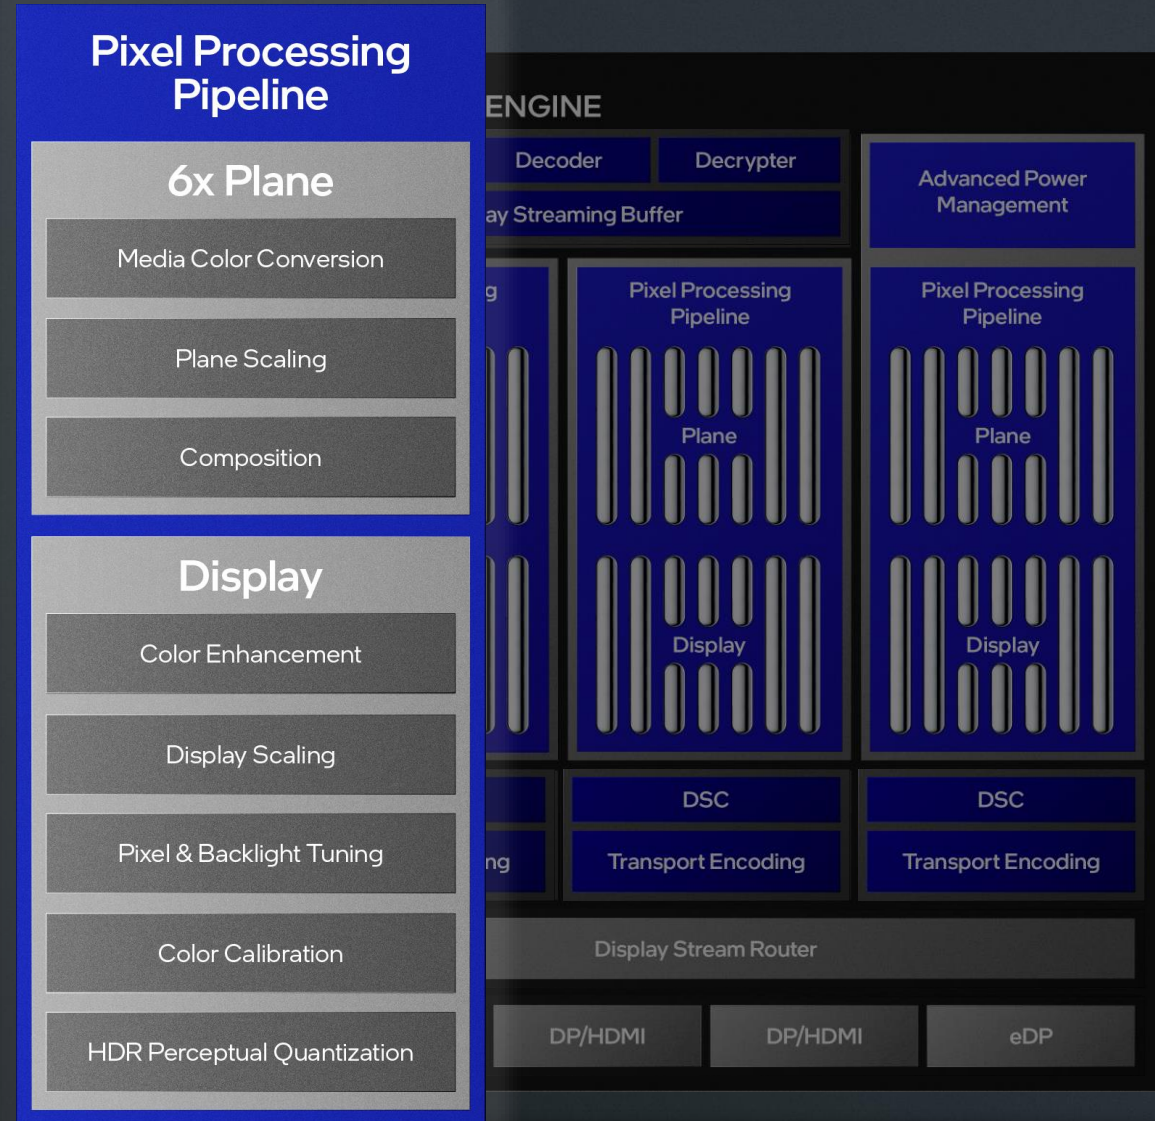 Pixel Processing
Pipeline
6x Plane
Media Color Conversion
Plane Scaling
Composition
Display
Color Enhancement
Display Scaling
Pixel & Backlight Tuning
Color Calibration
HDR Perceptual Quantization
ENGINE
Decoder
Decrypter
ay Streaming Buffer
Advanced Power
Management
g
Pixel Processing
Pipeline
Plane
Display
Pixel Processing
Pipeline
Plane
Display
DSC
DSC
ng
Transport Encoding
Transport Encoding
Display Stream Router
DP/HDMI
DP/HDMI
eDP